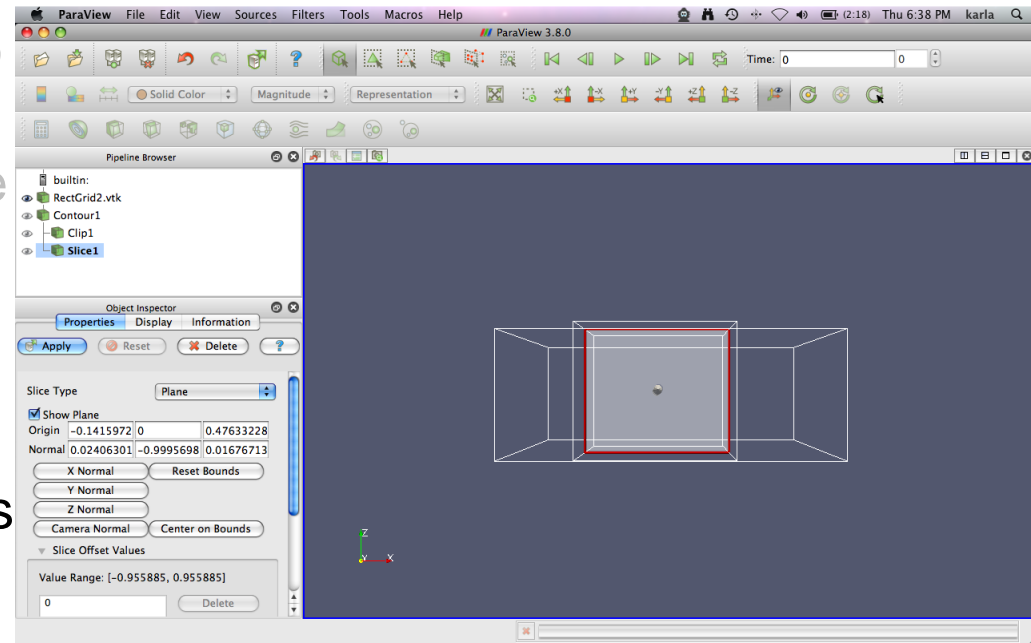 ParaView File Edit View Sources Filters Tools Macros Help (2:18) Thu 6:38 PM karla
ParaView 3.8.0
Time: 0 0
Solid Color Magnitude Representation +X -X +Y -Y +Z -Z
Pipeline Browser
builtin:
e
RectGrid2.vtk
Contour1
Clip1
Slice1
Object Inspector
Properties Display Information
Apply Reset Delete ?
Slice Type Plane
Show Plane
Origin -0.1415972 0 0.47633228
Normal 0.02406301 -0.9995698 0.01676713
X Normal Reset Bounds
Y Normal
s
Z Normal
Camera Normal Center on Bounds
Slice Offset Values
Value Range: [-0.955885, 0.955885]
0 Delete
Z
Y X